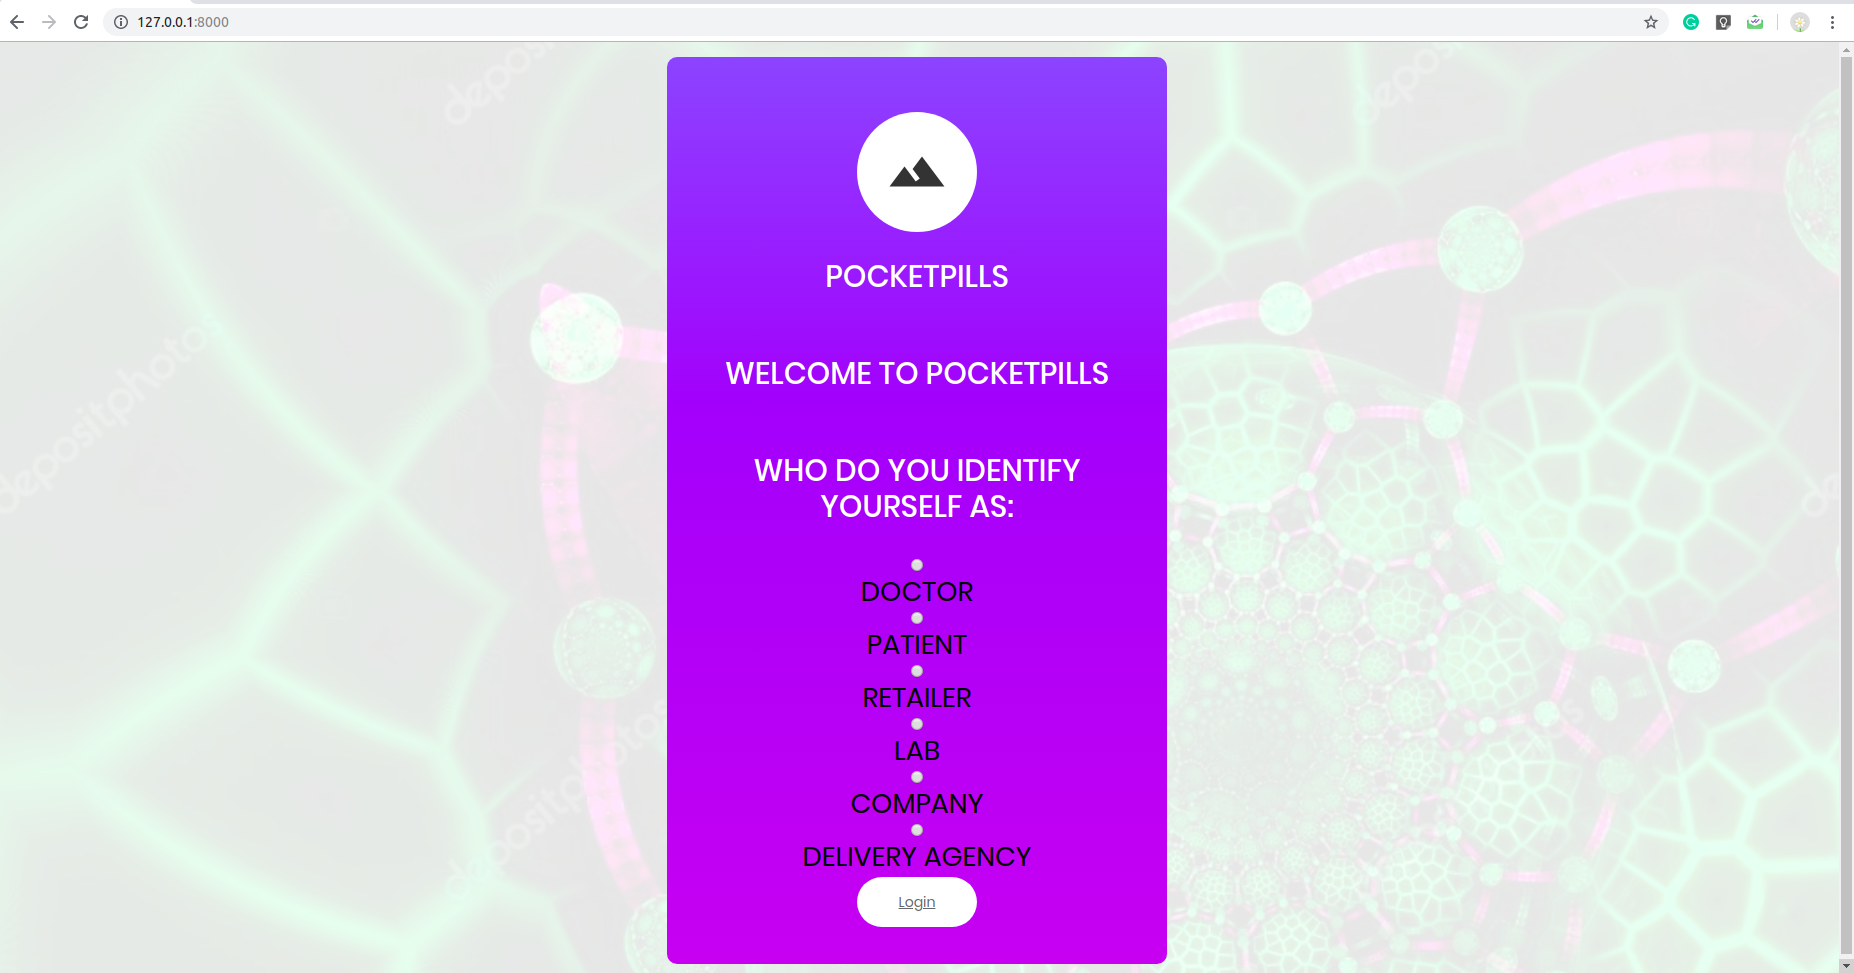 127.0.0.1:8000
depositphotos
POCKETPILLS
WELCOME TO POCKETPILLS
WHO DO YOU IDENTIFY
YOURSELF AS:
DOCTOR
PATIENT
RETAILER
LAB
COMPANY
DELIVERY AGENCY
Login